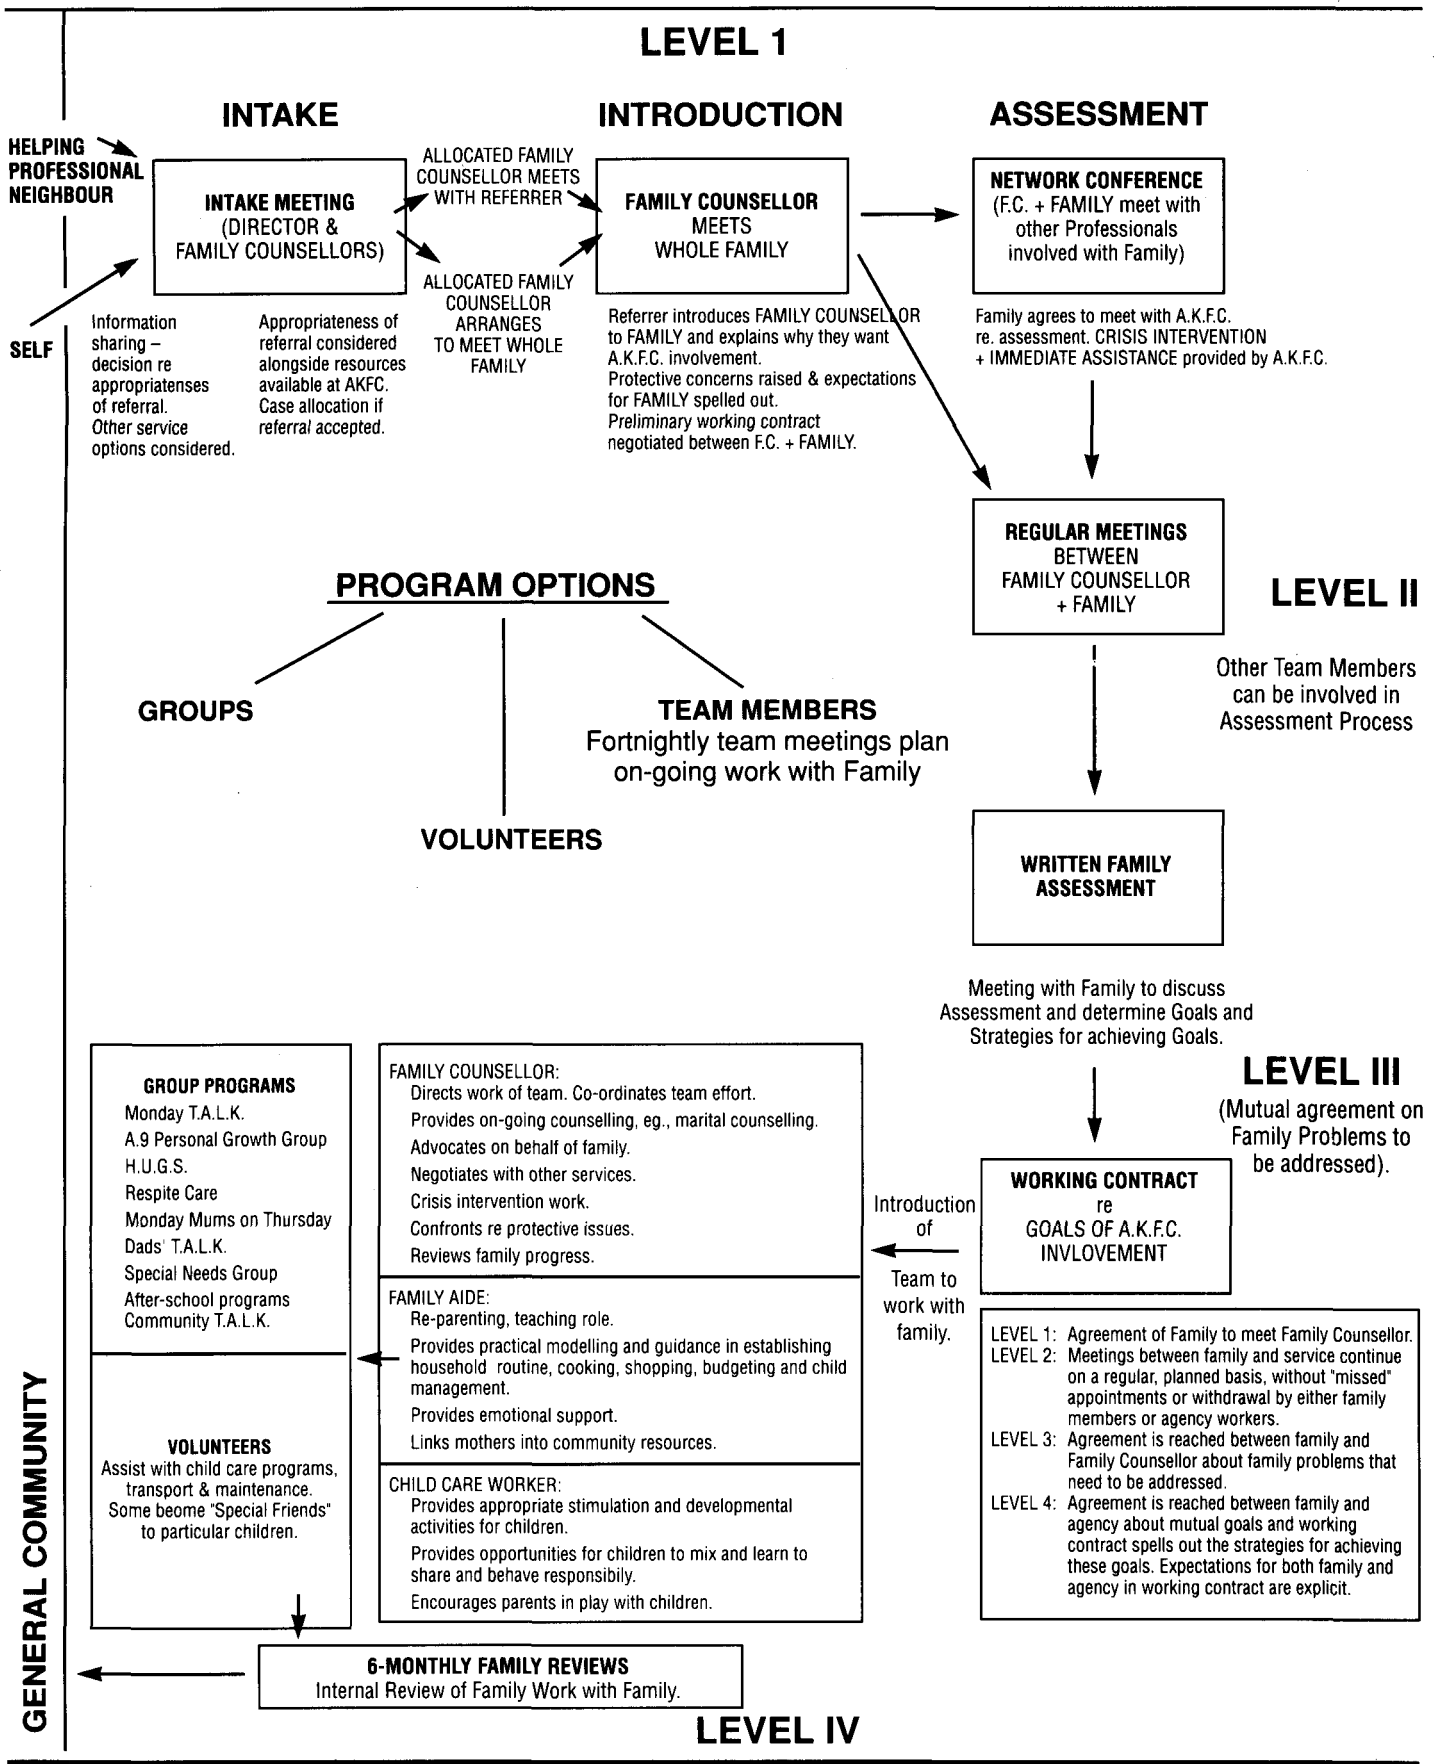 LEVEL 1
INTAKE
INTRODUCTION
ASSESSMENT
HELPING
PROFESSIONAL
NEIGHBOUR
SELF
INTAKE MEETING
(DIRECTOR &
FAMILY COUNSELLORS)
Information
sharing –
decision re
appropriatenses
of referral.
Other service
options considered.
Appropriateness of
referral considered
alongside resources
available at AKFC.
Case allocation if
referral accepted.
ALLOCATED FAMILY
COUNSELLOR MEETS
WITH REFERRER
ALLOCATED FAMILY
COUNSELLOR
ARRANGES
TO MEET WHOLE
FAMILY
FAMILY COUNSELLOR
MEETS
WHOLE FAMILY
Referrer introduces FAMILY COUNSELLOR
to FAMILY and explains why they want
A.K.F.C. involvement.
Protective concerns raised & expectations
for FAMILY spelled out.
Preliminary working contract
negotiated between F.C. + FAMILY.
NETWORK CONFERENCE
(F.C. + FAMILY meet with
other Professionals
involved with Family)
Family agrees to meet with A.K.F.C.
re. assessment. CRISIS INTERVENTION
+ IMMEDIATE ASSISTANCE provided by A.K.F.C.
REGULAR MEETINGS
BETWEEN
FAMILY COUNSELLOR
+ FAMILY
LEVEL II
Other Team Members
can be involved in
Assessment Process
PROGRAM OPTIONS
GROUPS
VOLUNTEERS
TEAM MEMBERS
Fortnightly team meetings plan
on-going work with Family
WRITTEN FAMILY
ASSESSMENT
Meeting with Family to discuss
Assessment and determine Goals and
Strategies for achieving Goals.
LEVEL III
(Mutual agreement on
Family Problems to
be addressed).
WORKING CONTRACT
re
GOALS OF A.K.F.C.
INVLOVEMENT
Introduction
of
Team to
work with
family.
LEVEL 1: Agreement of Family to meet Family Counsellor.
LEVEL 2: Meetings between family and service continue
on a regular, planned basis, without "missed"
appointments or withdrawal by either family
members or agency workers.
LEVEL 3: Agreement is reached between family and
Family Counsellor about family problems that
need to be addressed.
LEVEL 4: Agreement is reached between family and
agency about mutual goals and working
contract spells out the strategies for achieving
these goals. Expectations for both family and
agency in working contract are explicit.
FAMILY COUNSELLOR:
Directs work of team. Co-ordinates team effort.
Provides on-going counselling, eg., marital counselling.
Advocates on behalf of family.
Negotiates with other services.
Crisis intervention work.
Confronts re protective issues.
Reviews family progress.
FAMILY AIDE:
Re-parenting, teaching role.
Provides practical modelling and guidance in establishing
household routine, cooking, shopping, budgeting and child
management.
Provides emotional support.
Links mothers into community resources.
CHILD CARE WORKER:
Provides appropriate stimulation and developmental
activities for children.
Provides opportunities for children to mix and learn to
share and behave responsibily.
Encourages parents in play with children.
GROUP PROGRAMS
Monday T.A.L.K.
A.9 Personal Growth Group
H.U.G.S.
Respite Care
Monday Mums on Thursday
Dads' T.A.L.K.
Special Needs Group
After-school programs
Community T.A.L.K.
VOLUNTEERS
Assist with child care programs,
transport & maintenance.
Some beome "Special Friends"
to particular children.
6-MONTHLY FAMILY REVIEWS
Internal Review of Family Work with Family.
GENERAL COMMUNITY
LEVEL IV